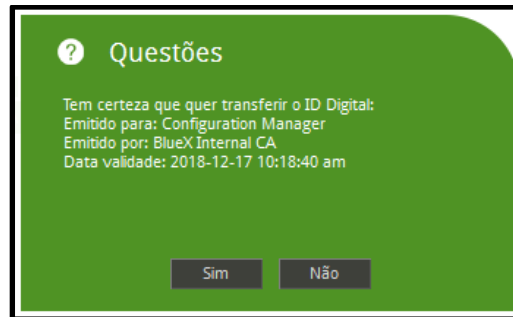 ? Questões
Tem certeza que quer transferir o ID Digital:
Emitido para: Configuration Manager
Emitido por: BlueX Internal CA
Data validade: 2018-12-17 10:18:40 am
Sim Não